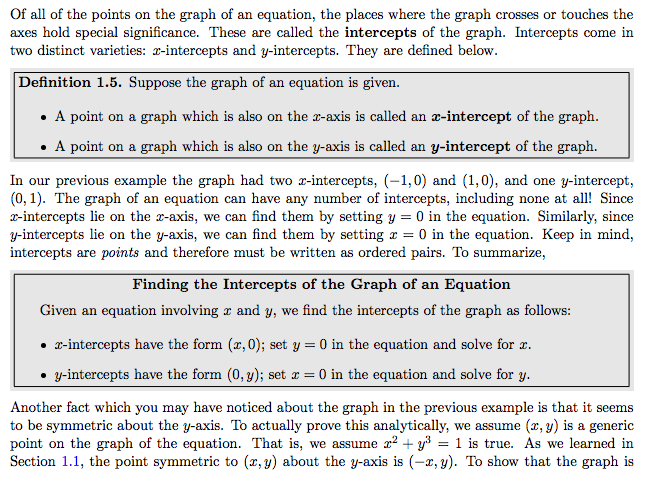 Of all of the points on the graph of an equation, the places where the graph crosses or touches the
axes hold special significance. These are called the intercepts of the graph. Intercepts come in
two distinct varieties: x-intercepts and y-intercepts. They are defined below.
Definition 1.5. Suppose the graph of an equation is given.
• A point on a graph which is also on the x-axis is called an x-intercept of the graph.
• A point on a graph which is also on the y-axis is called an y-intercept of the graph.
In our previous example the graph had two x-intercepts, (−1, 0) and (1, 0), and one y-intercept,
(0, 1). The graph of an equation can have any number of intercepts, including none at all! Since
x-intercepts lie on the x-axis, we can find them by setting y = 0 in the equation. Similarly, since
y-intercepts lie on the y-axis, we can find them by setting x = 0 in the equation. Keep in mind,
intercepts are points and therefore must be written as ordered pairs. To summarize,
Finding the Intercepts of the Graph of an Equation
Given an equation involving x and y, we find the intercepts of the graph as follows:
• x-intercepts have the form (x, 0); set y = 0 in the equation and solve for x.
• y-intercepts have the form (0, y); set x = 0 in the equation and solve for y.
Another fact which you may have noticed about the graph in the previous example is that it seems
to be symmetric about the y-axis. To actually prove this analytically, we assume (x, y) is a generic
point on the graph of the equation. That is, we assume x² + y³ = 1 is true. As we learned in
Section 1.1, the point symmetric to (x, y) about the y-axis is (−x, y). To show that the graph is